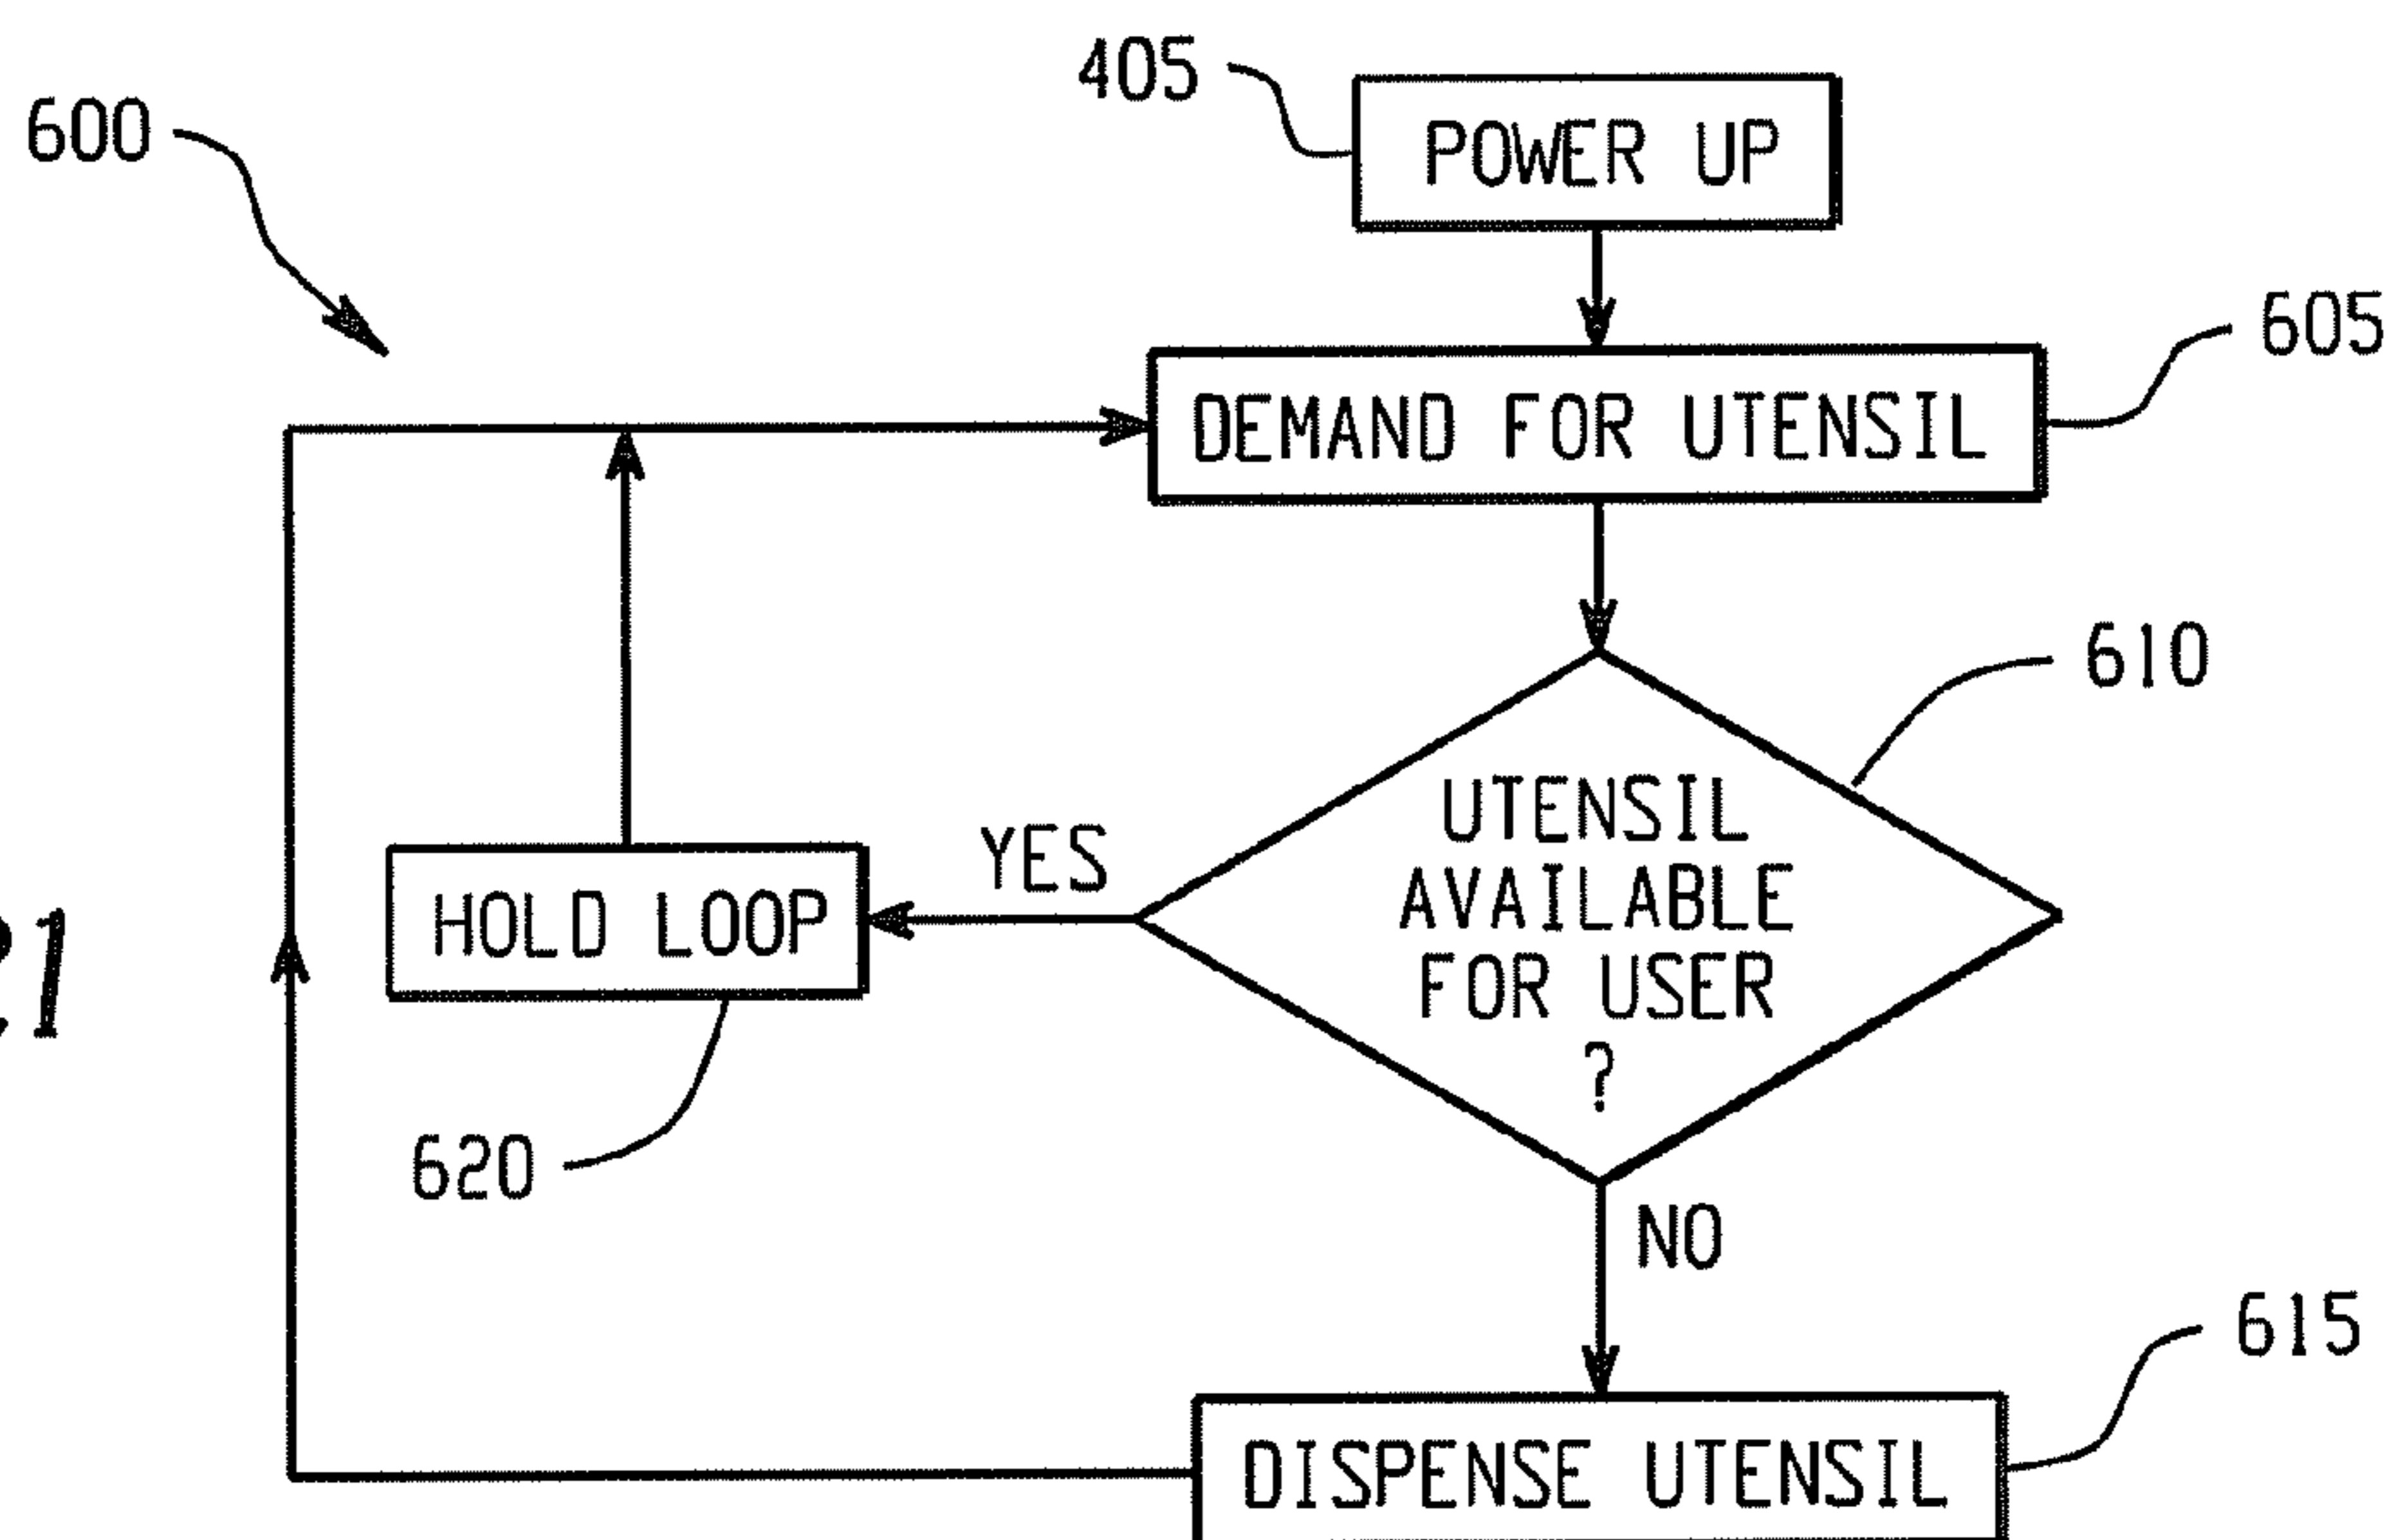 405
POWER UP
600
605
DEMAND FOR UTENSIL
610
UTENSIL
AVAILABLE
FOR USER
?
YES
HOLD LOOP
620
NO
615
DISPENSE UTENSIL